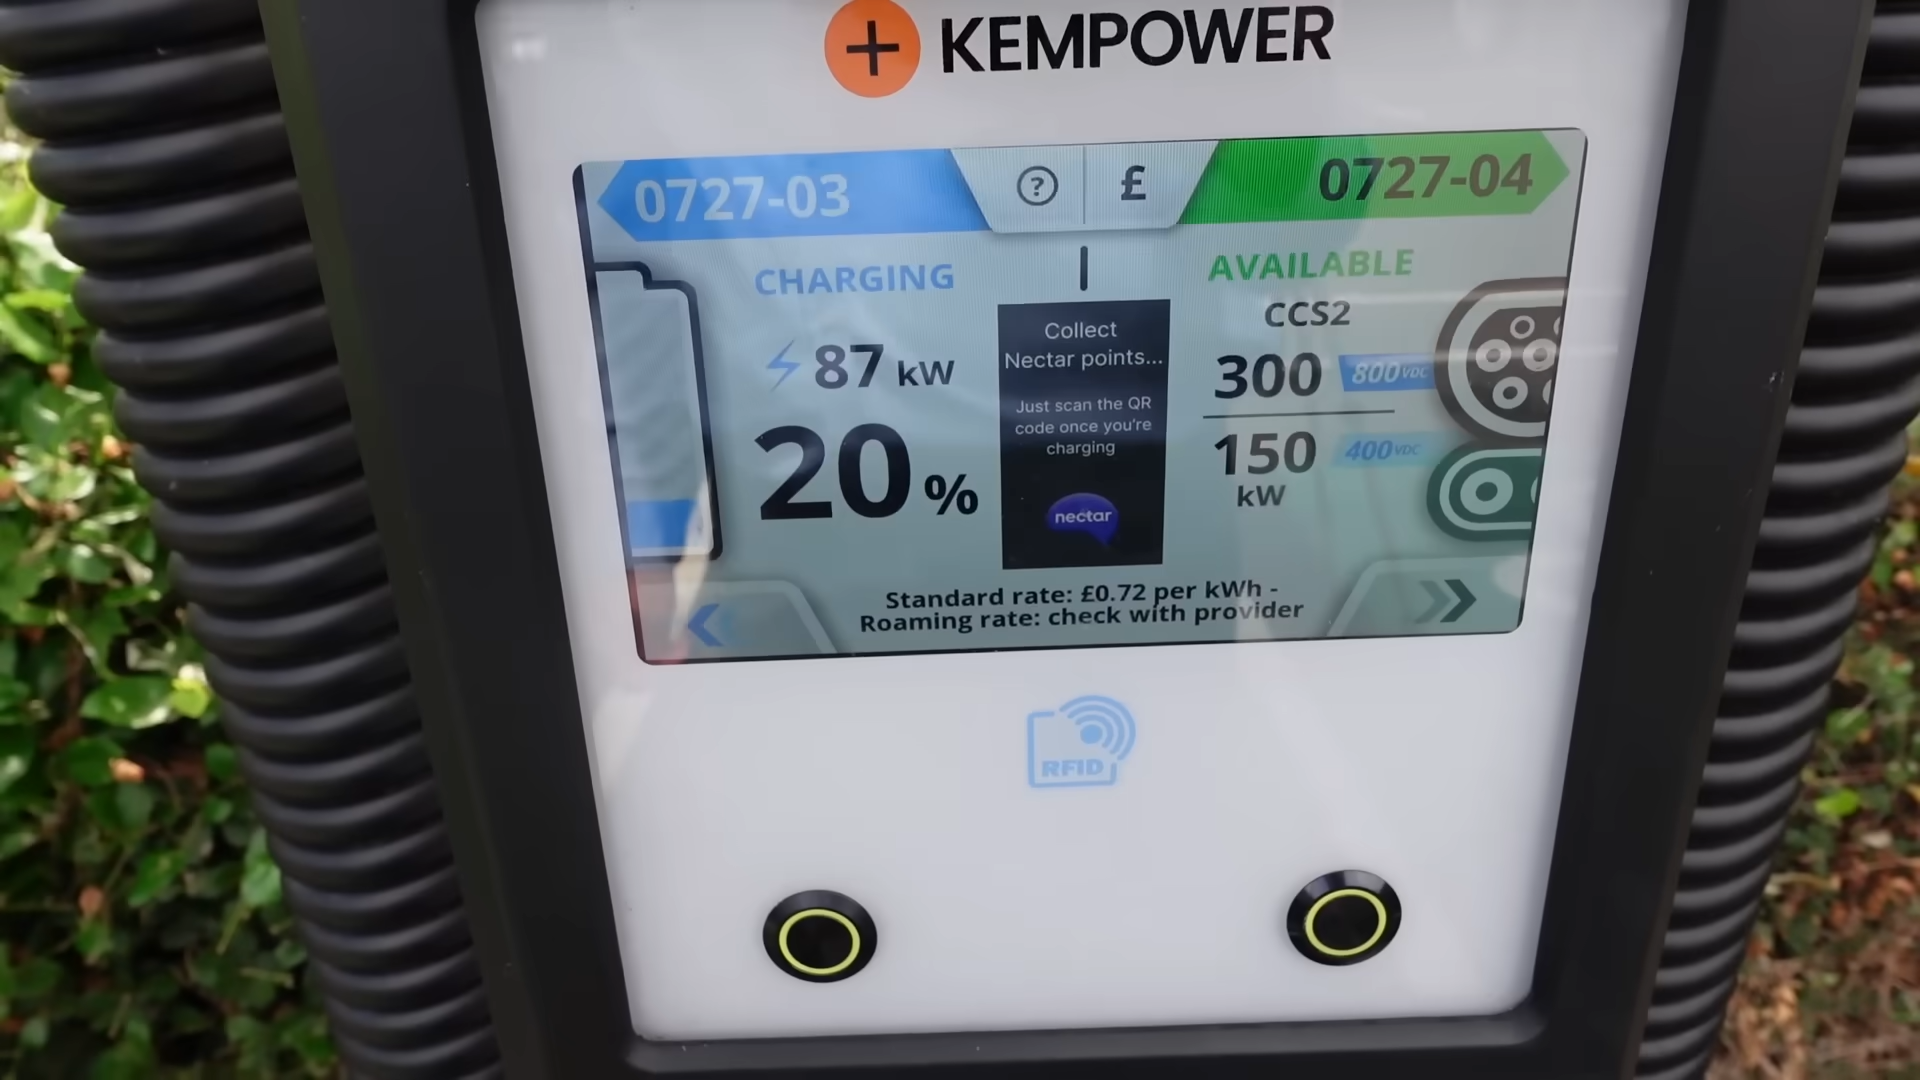 KEMPOWER
0727-03
?
£
0727-04
CHARGING
87 kW
20 %
Collect
Nectar points...
Just scan the QR
code once you're
charging
nectar
AVAILABLE
CCS2
300 800 VDC
150 400 VDC
kW
Standard rate: £0.72 per kWh -
Roaming rate: check with provider
RFID